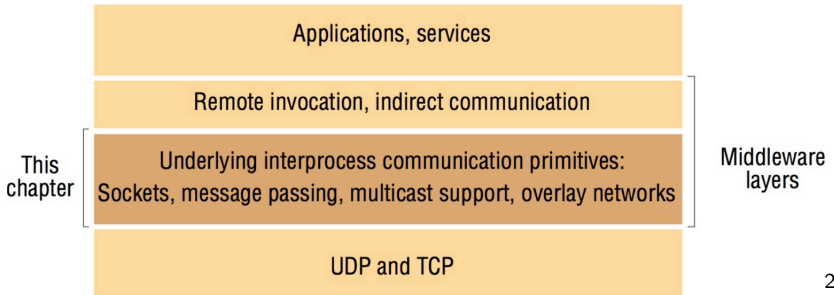 Applications, services
Remote invocation, indirect communication
This
chapter
Underlying interprocess communication primitives:
Sockets, message passing, multicast support, overlay networks
Middleware
layers
UDP and TCP
2